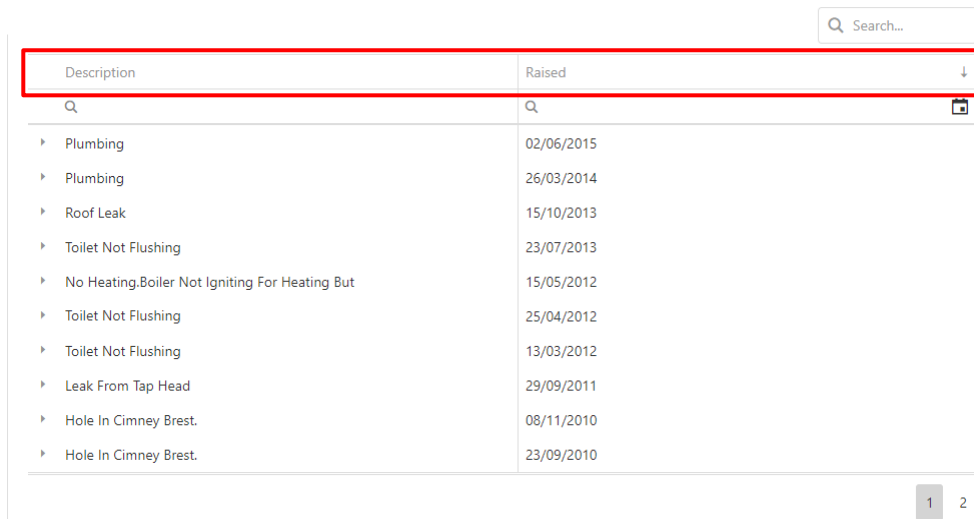 Search...
Description Raised
Plumbing 02/06/2015
Plumbing 26/03/2014
Roof Leak 15/10/2013
Toilet Not Flushing 23/07/2013
No Heating.Boiler Not Igniting For Heating But 15/05/2012
Toilet Not Flushing 25/04/2012
Toilet Not Flushing 13/03/2012
Leak From Tap Head 29/09/2011
Hole In Cimney Brest. 08/11/2010
Hole In Cimney Brest. 23/09/2010
1 2